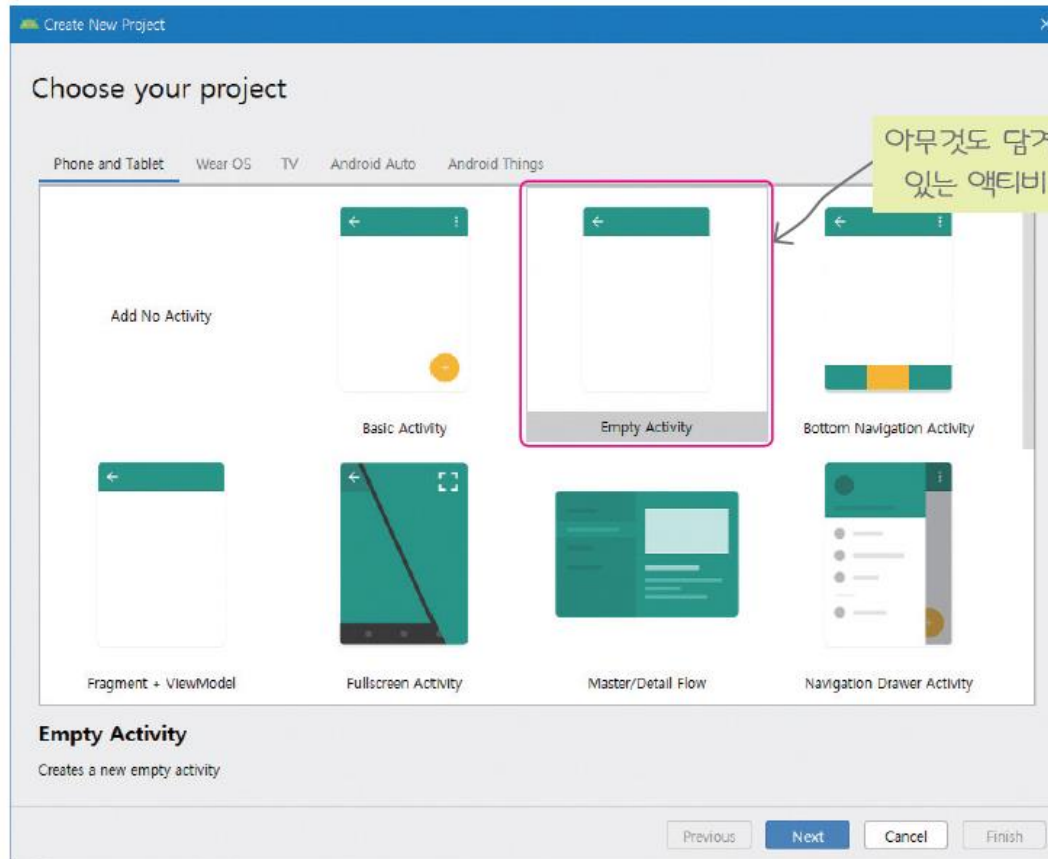 Create New Project
Choose your project
아무것도 담겨
있는 액티비
Phone and Tablet Wear OS TV Android Auto Android Things
Add No Activity
Basic Activity
Empty Activity
Bottom Navigation Activity
Fragment + ViewModel
Fullscreen Activity
Master/Detail Flow
Navigation Drawer Activity
Empty Activity
Creates a new empty activity
Previous Next Cancel Finish